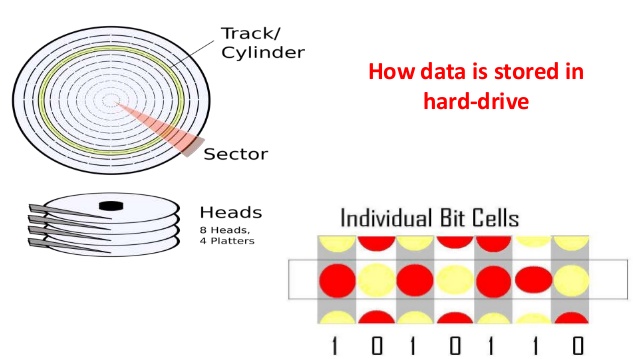 Track/
Cylinder
How data is stored in
hard-drive
Sector
Heads
8 Heads,
4 Platters
Individual Bit Cells
1 0 1 0 1 1 0